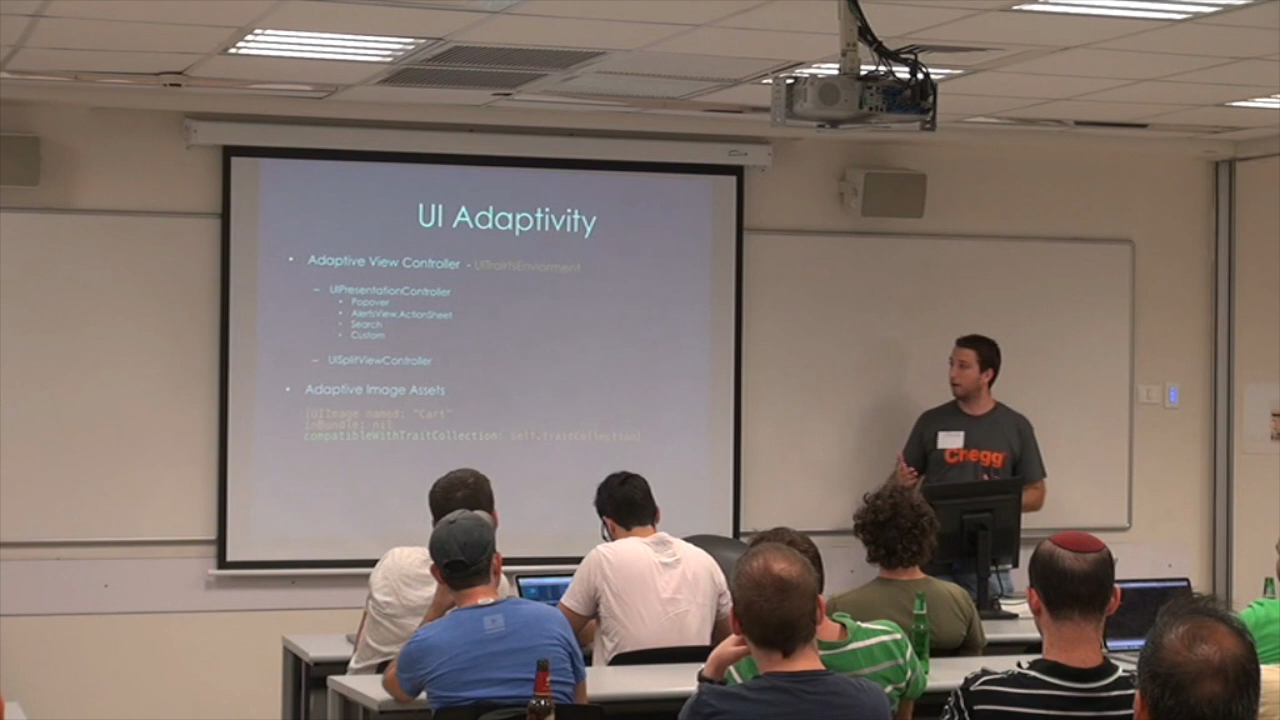 UI Adaptivity
• Adaptive View Controller - UITraitsEnviorment
– UIPresentationController
• Popover
• AlertsView,ActionSheet
• Search
• Custom
– UISplitViewController
• Adaptive Image Assets
[UIImage named: "Cart"
inBundle: nil
compatibleWithTraitCollection: self.traitCollection]
Chegg